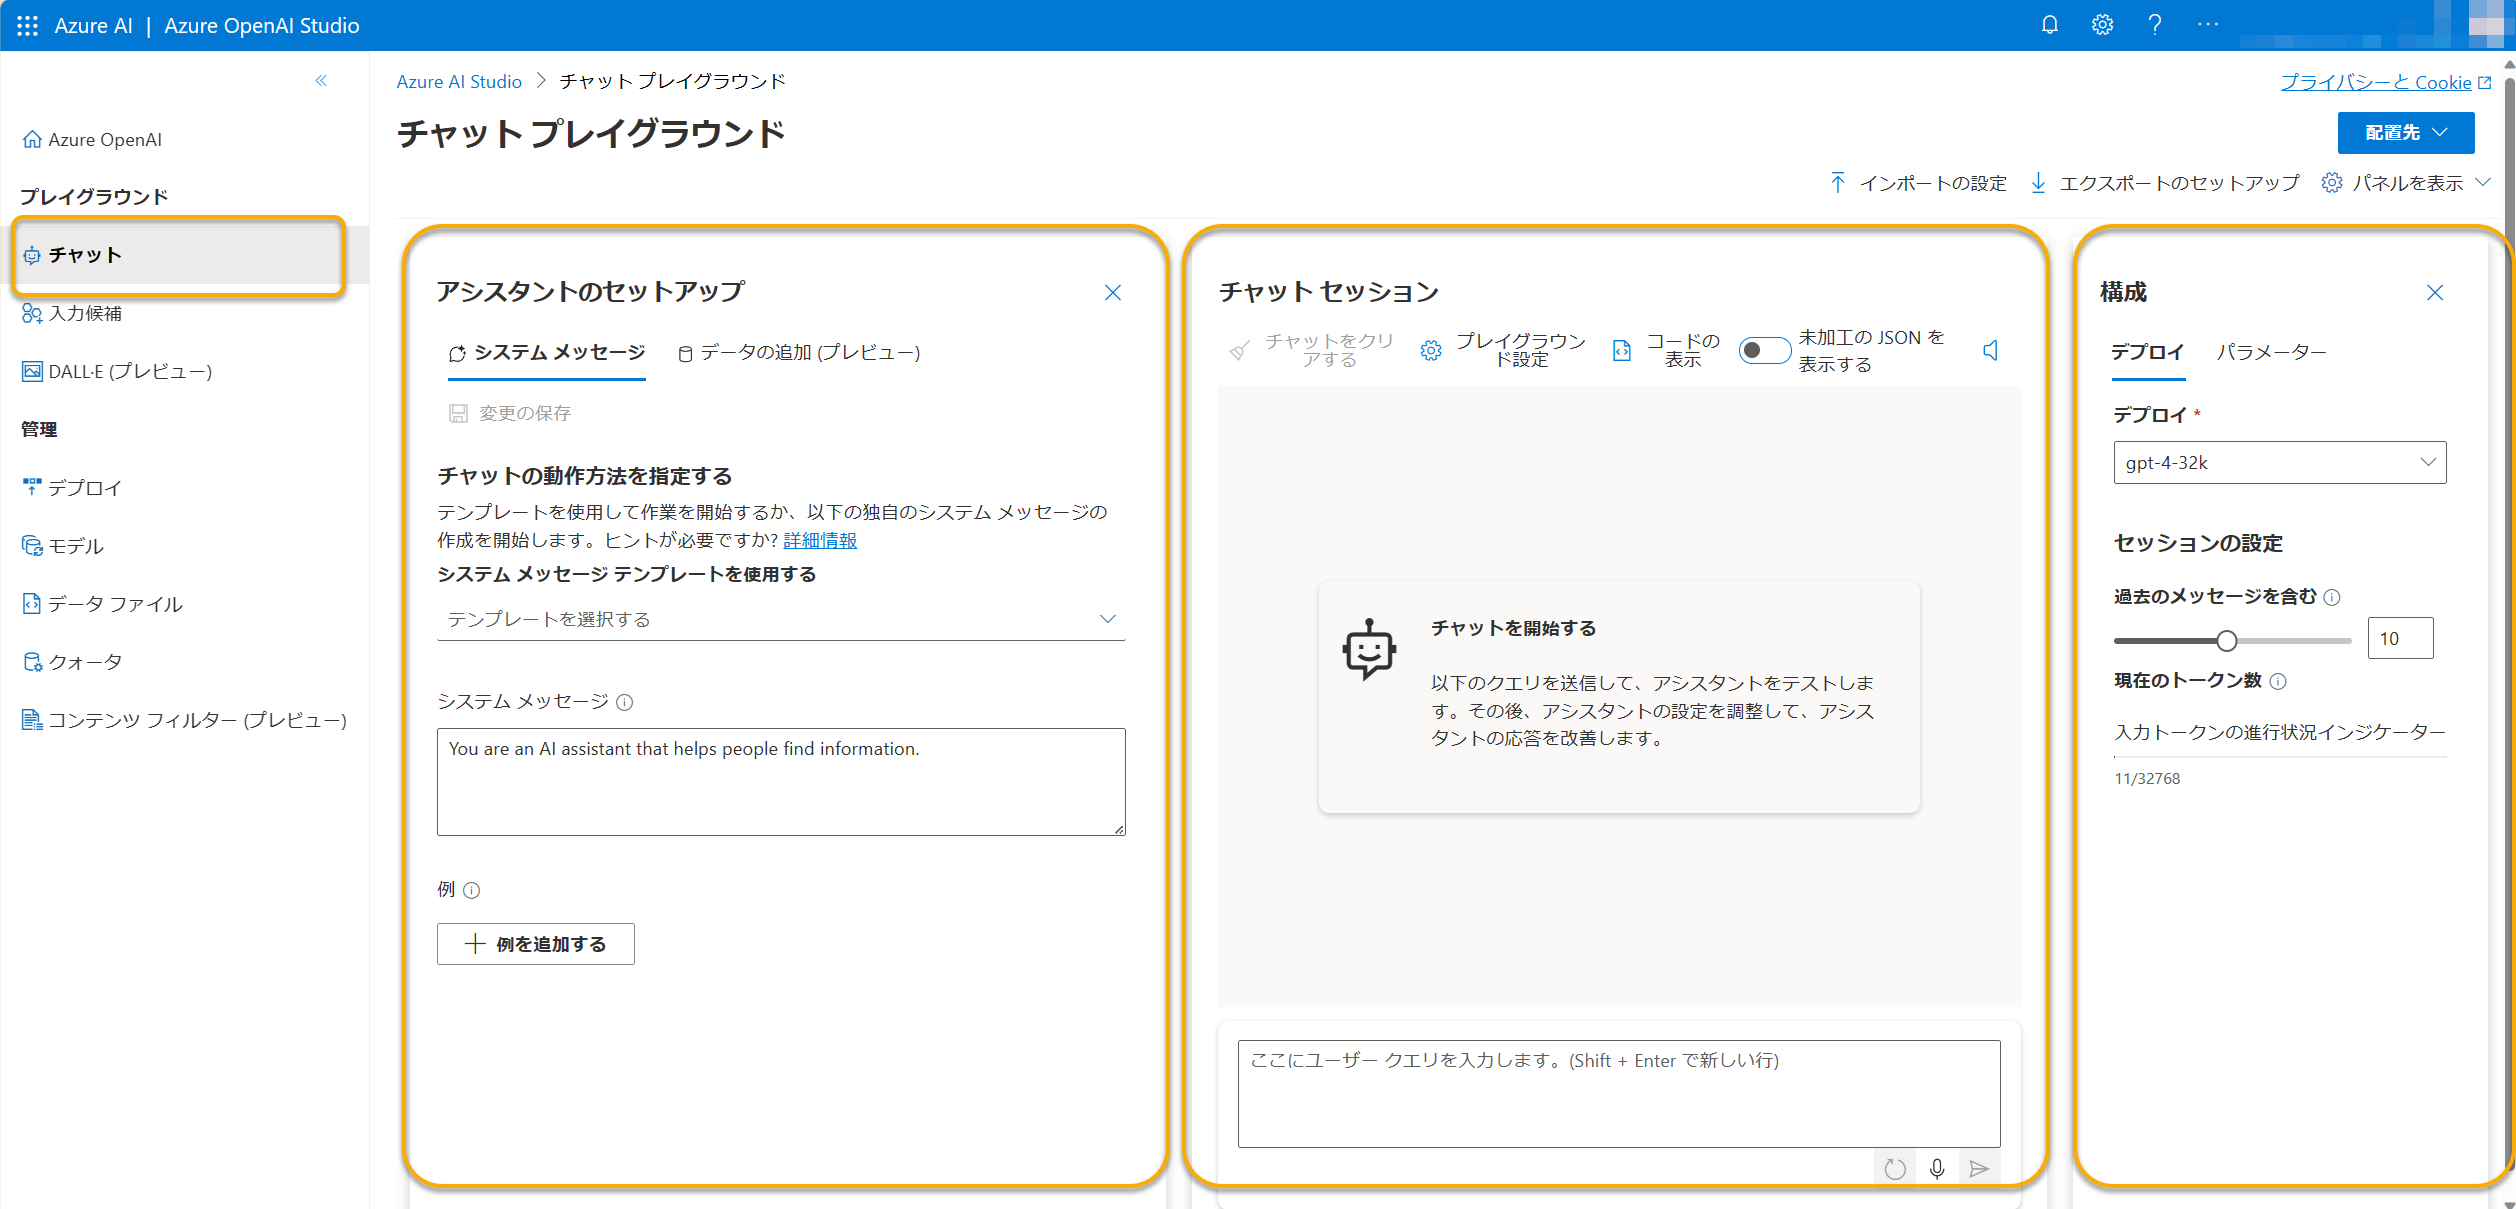 Azure AI | Azure OpenAI Studio
Azure OpenAI
プレイグラウンド
チャット
入力候補
DALL·E (プレビュー)
管理
デプロイ
モデル
データ ファイル
クォータ
コンテンツ フィルター (プレビュー)
Azure AI Studio > チャット プレイグラウンド
プライバシーと Cookie
チャット プレイグラウンド
配置先
インポートの設定
エクスポートのセットアップ
パネルを表示
アシスタントのセットアップ
システム メッセージ
データの追加 (プレビュー)
変更の保存
チャットの動作方法を指定する
テンプレートを使用して作業を開始するか、以下の独自のシステム メッセージの
作成を開始します。ヒントが必要ですか? 詳細情報
システム メッセージ テンプレートを使用する
テンプレートを選択する
システム メッセージ
You are an AI assistant that helps people find information.
例
例を追加する
チャット セッション
チャットをクリ
アする
プレイグラウン
ド設定
コードの
表示
未加工の JSON を
表示する
チャットを開始する
以下のクエリを送信して、アシスタントをテストしま
す。その後、アシスタントの設定を調整して、アシス
タントの応答を改善します。
ここにユーザー クエリを入力します。(Shift + Enter で新しい行)
構成
デプロイ
パラメーター
デプロイ *
gpt-4-32k
セッションの設定
過去のメッセージを含む
10
現在のトークン数
入力トークンの進行状況インジケーター
11/32768